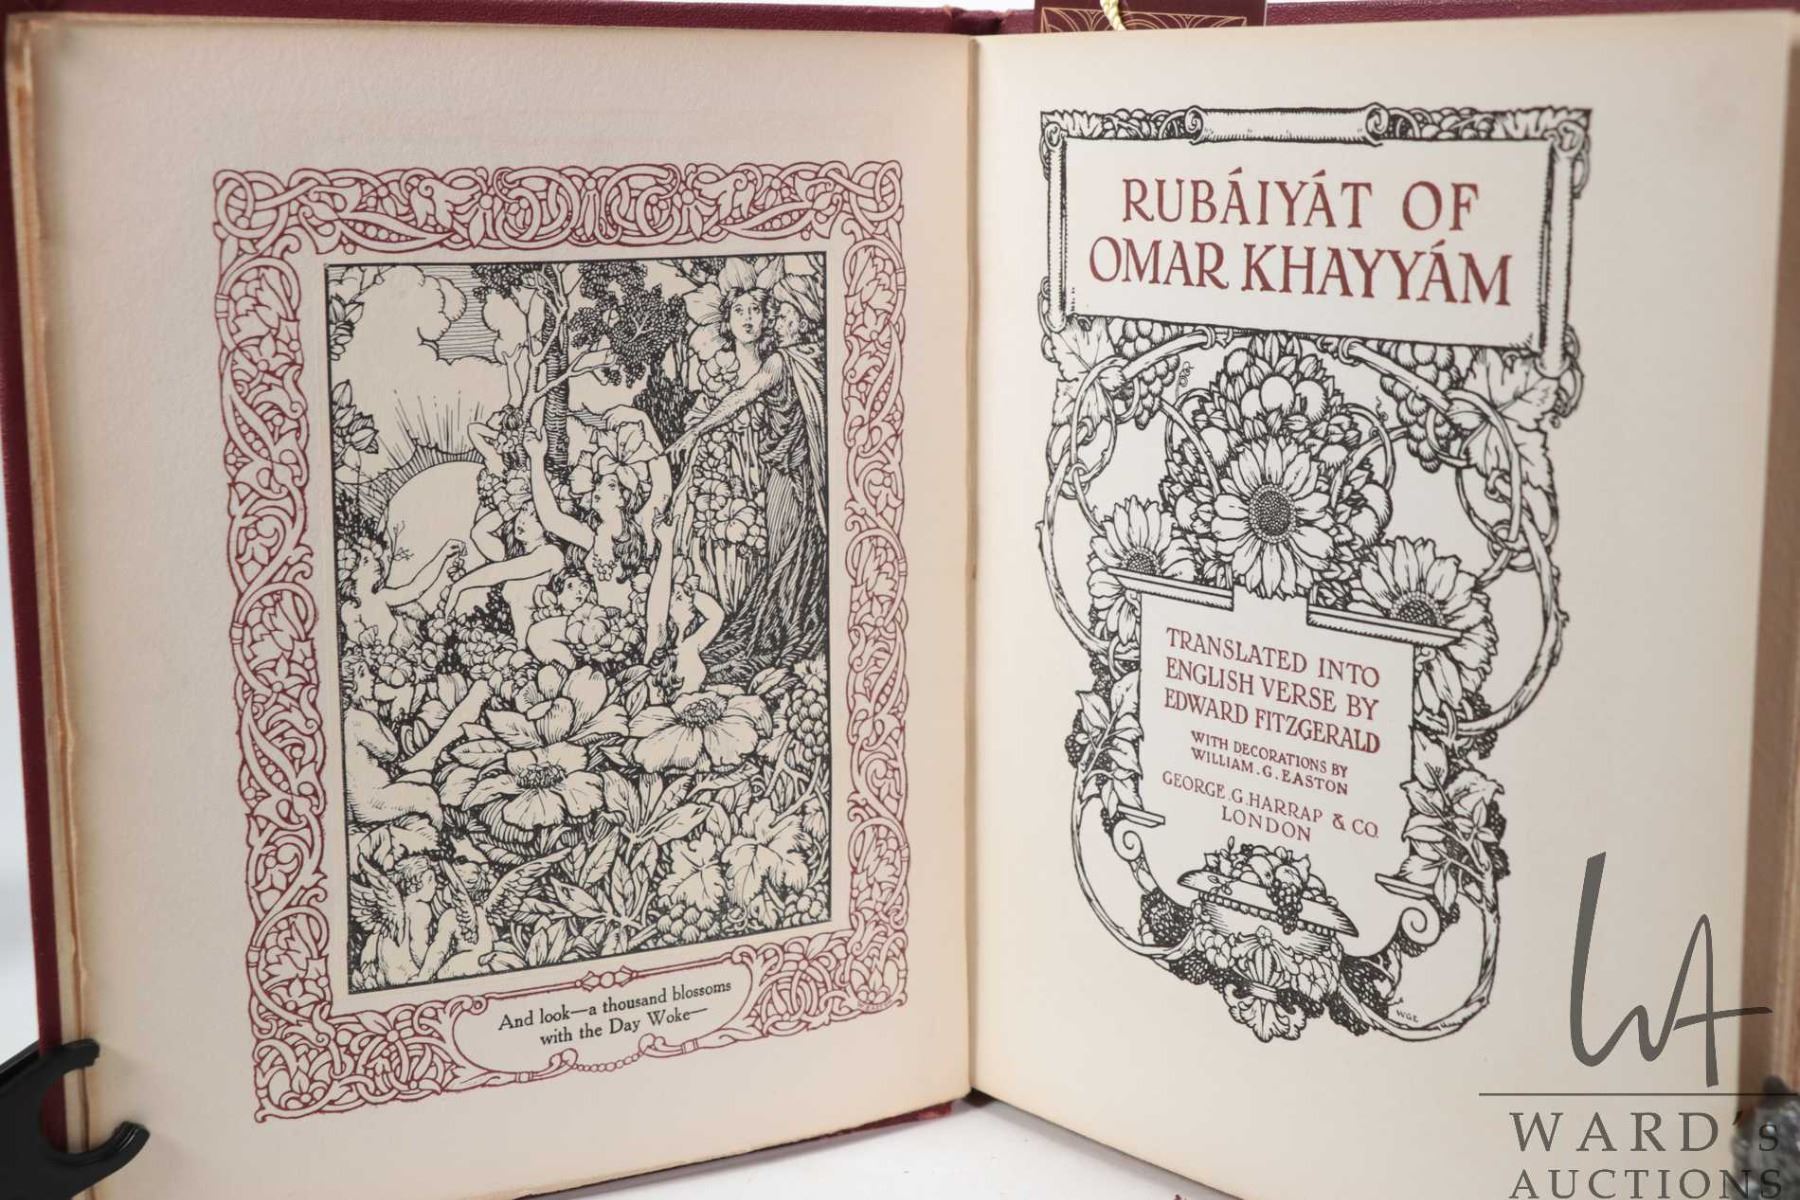 And look—a thousand blossoms
with the Day Woke—
RUBÁIYÁT OF
OMAR KHAYYÁM
TRANSLATED INTO
ENGLISH VERSE BY
EDWARD FITZGERALD
WITH DECORATIONS BY
WILLIAM. G. EASTON
GEORGE. G. HARRAP & CO.
LONDON
WGE
WA
WARD's
AUCTIONS